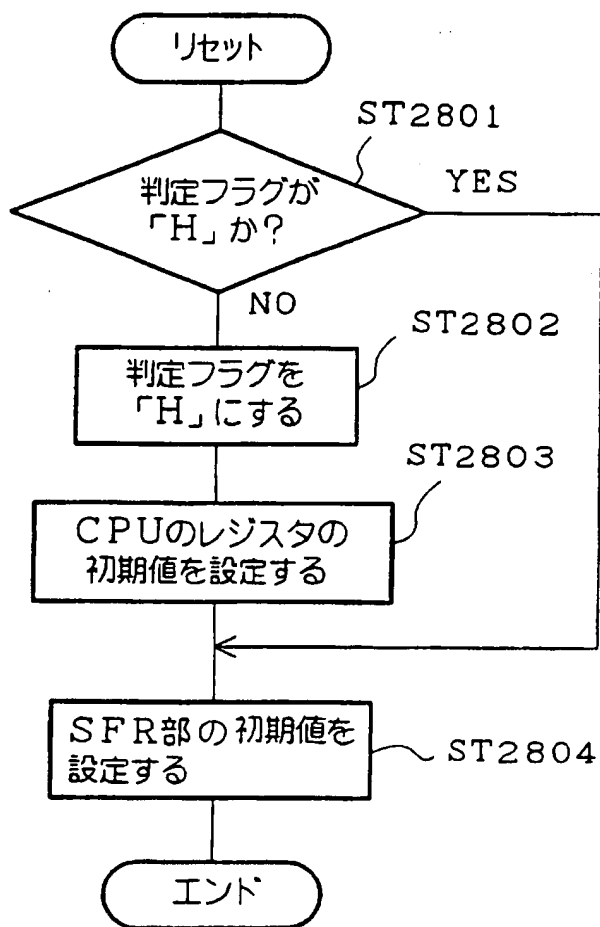 リセット
ST2801
判定フラグが
「H」か?
YES
NO
ST2802
判定フラグを
「H」にする
ST2803
CPUのレジスタの
初期値を設定する
SFR部の初期値を
設定する
ST2804
エンド